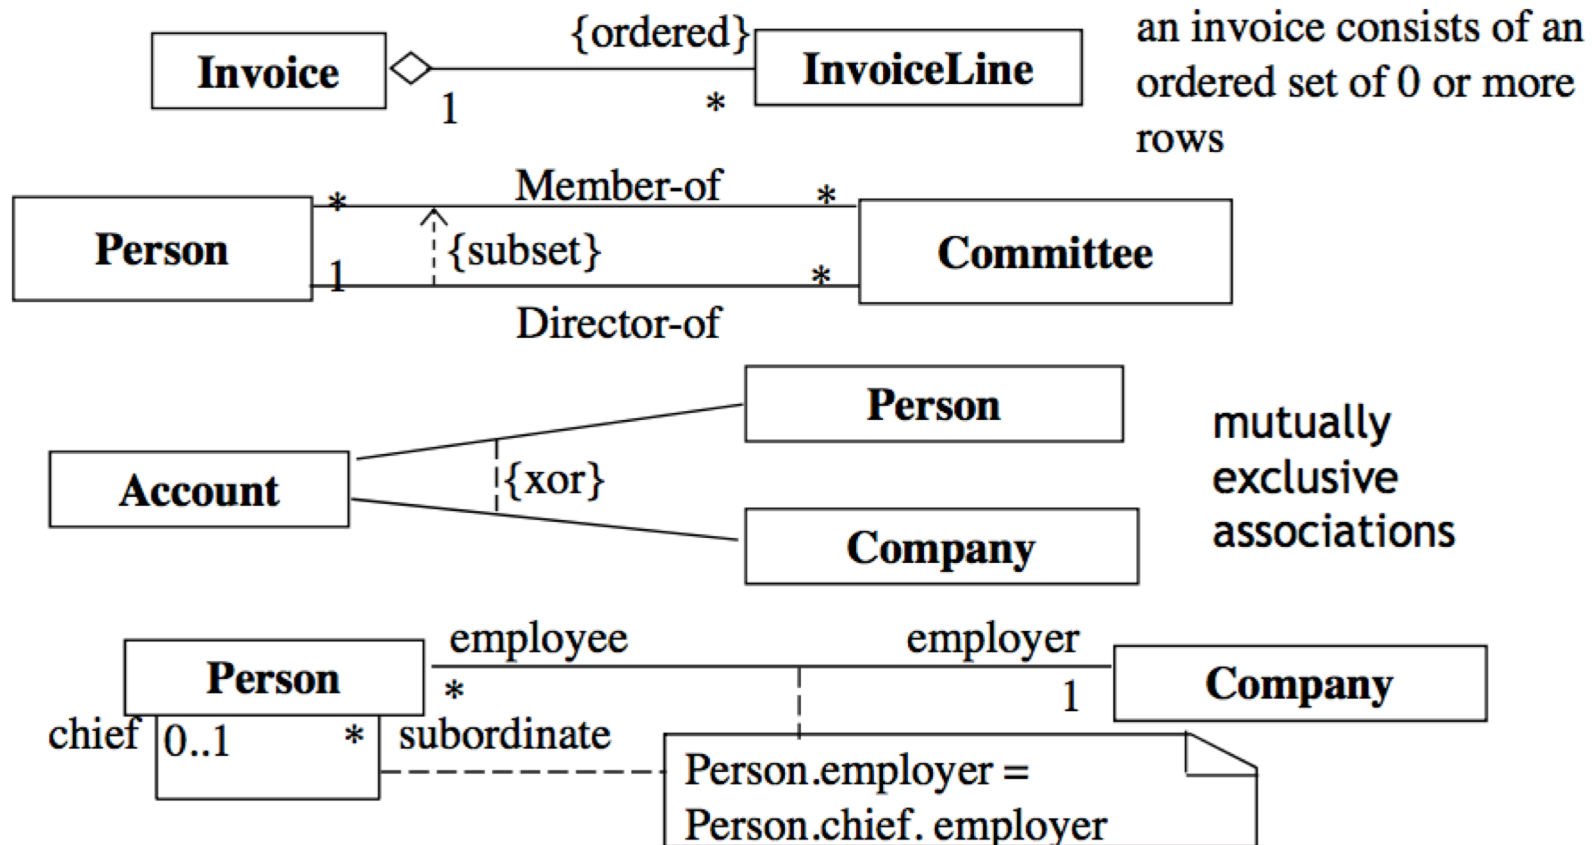 {ordered}
Invoice
InvoiceLine
1
*
an invoice consists of an
ordered set of 0 or more
rows
Member-of
*
*
Person
{subset}
Committee
1
*
Director-of
Person
Account
{xor}
Company
mutually
exclusive
associations
employee
employer
Person
*
1
Company
chief
0..1
*
subordinate
Person.employer =
Person.chief. employer